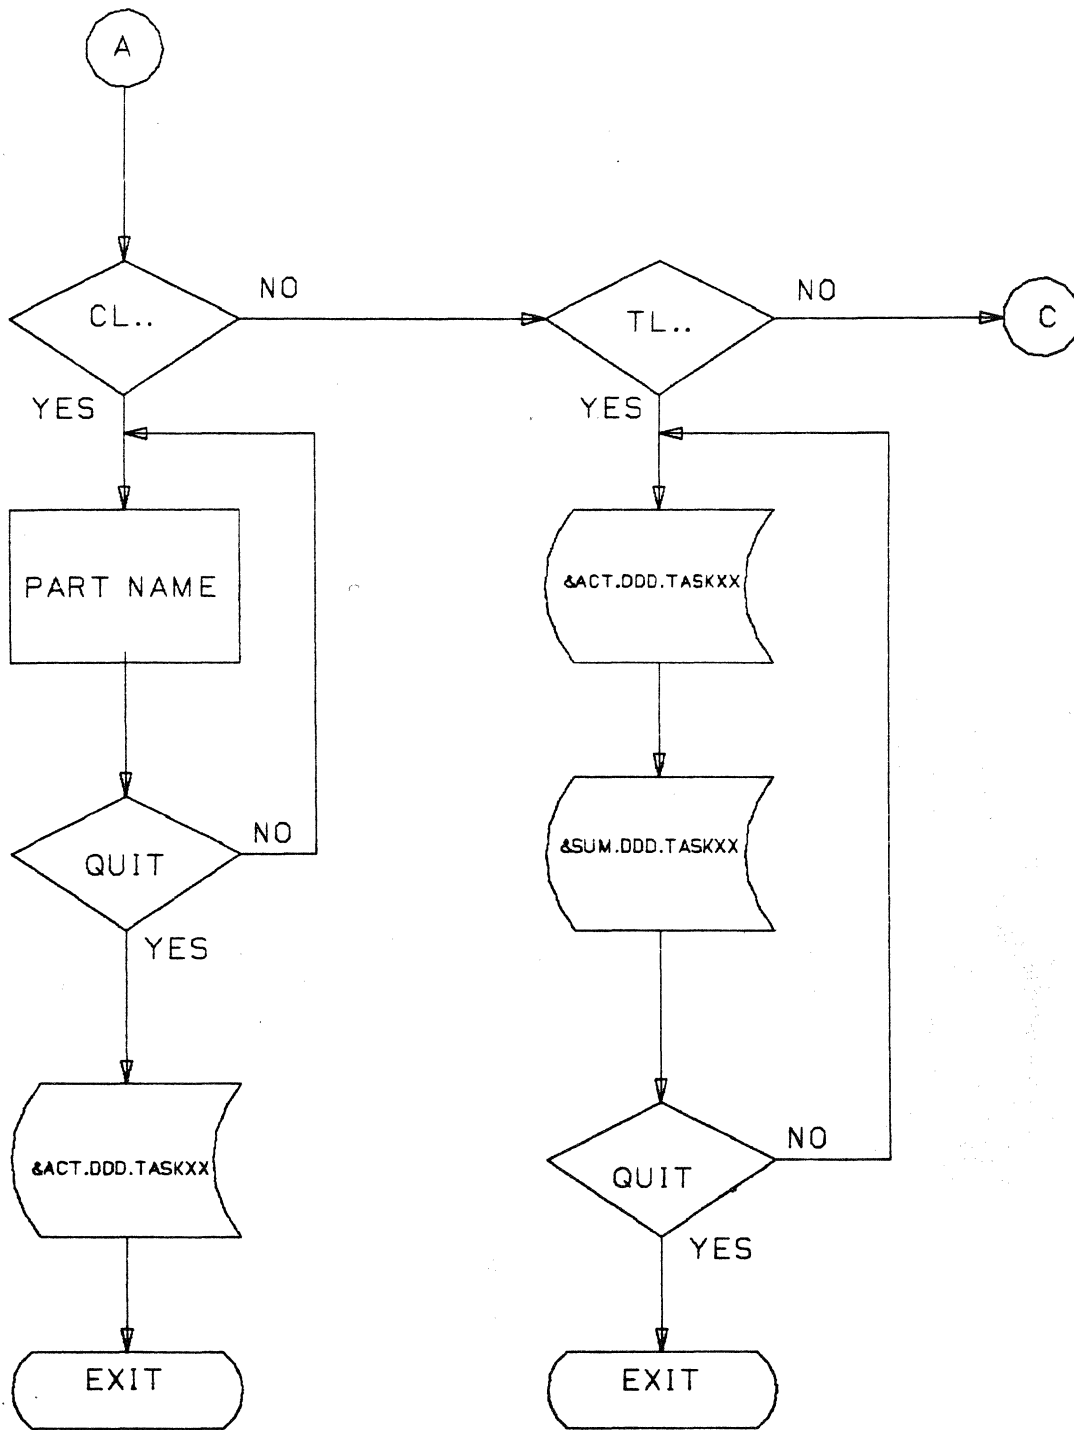 A
NO
NO
CL..
TL..
C
YES
YES
PART NAME
&ACT.DDD.TASKXX
NO
QUIT
&SUM.DDD.TASKXX
YES
&ACT.DDD.TASKXX
NO
QUIT
YES
EXIT
EXIT